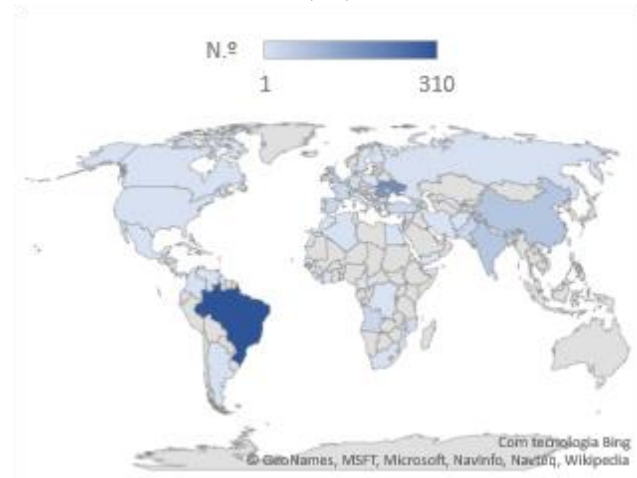 N.º
1 310
Com tecnologia Bing
© GeoNames, MSFT, Microsoft, Navinfo, Navteq, Wikipedia